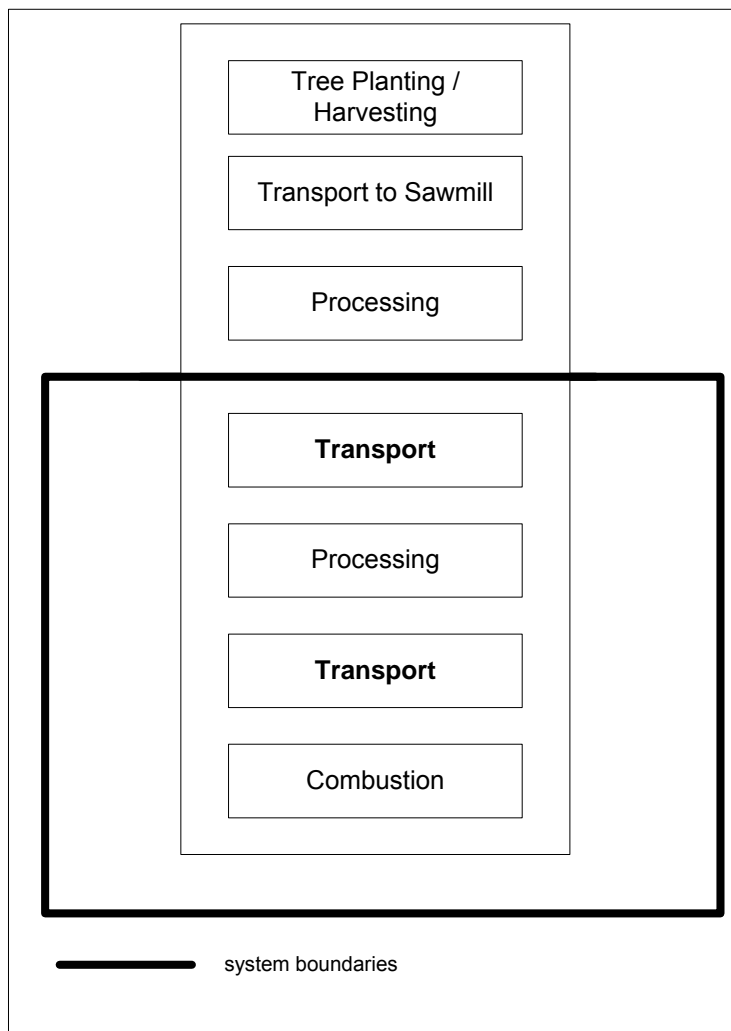 Tree Planting /
Harvesting
Transport to Sawmill
Processing
Transport
Processing
Transport
Combustion
system boundaries